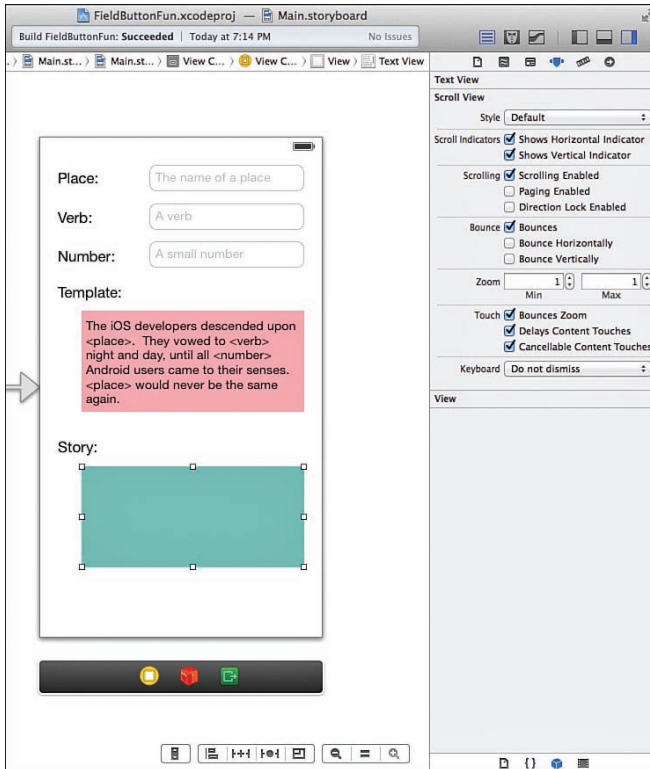 FieldButtonFun.xcodeproj — Main.storyboard
Build FieldButtonFun: Succeeded | Today at 7:14 PM No Issues
Main.st... Main.st... View C... View C... View Text View
Text View
Scroll View
Style Default
Scroll Indicators Shows Horizontal Indicator
Shows Vertical Indicator
Scrolling Scrolling Enabled
Paging Enabled
Direction Lock Enabled
Bounce Bounces
Bounce Horizontally
Bounce Vertically
Zoom 1 1
Min Max
Touch Bounces Zoom
Delays Content Touches
Cancellable Content Touches
Keyboard Do not dismiss
View
Place: The name of a place
Verb: A verb
Number: A small number
Template:
The iOS developers descended upon
<place>. They vowed to <verb>
night and day, until all <number>
Android users came to their senses.
<place> would never be the same
again.
Story: